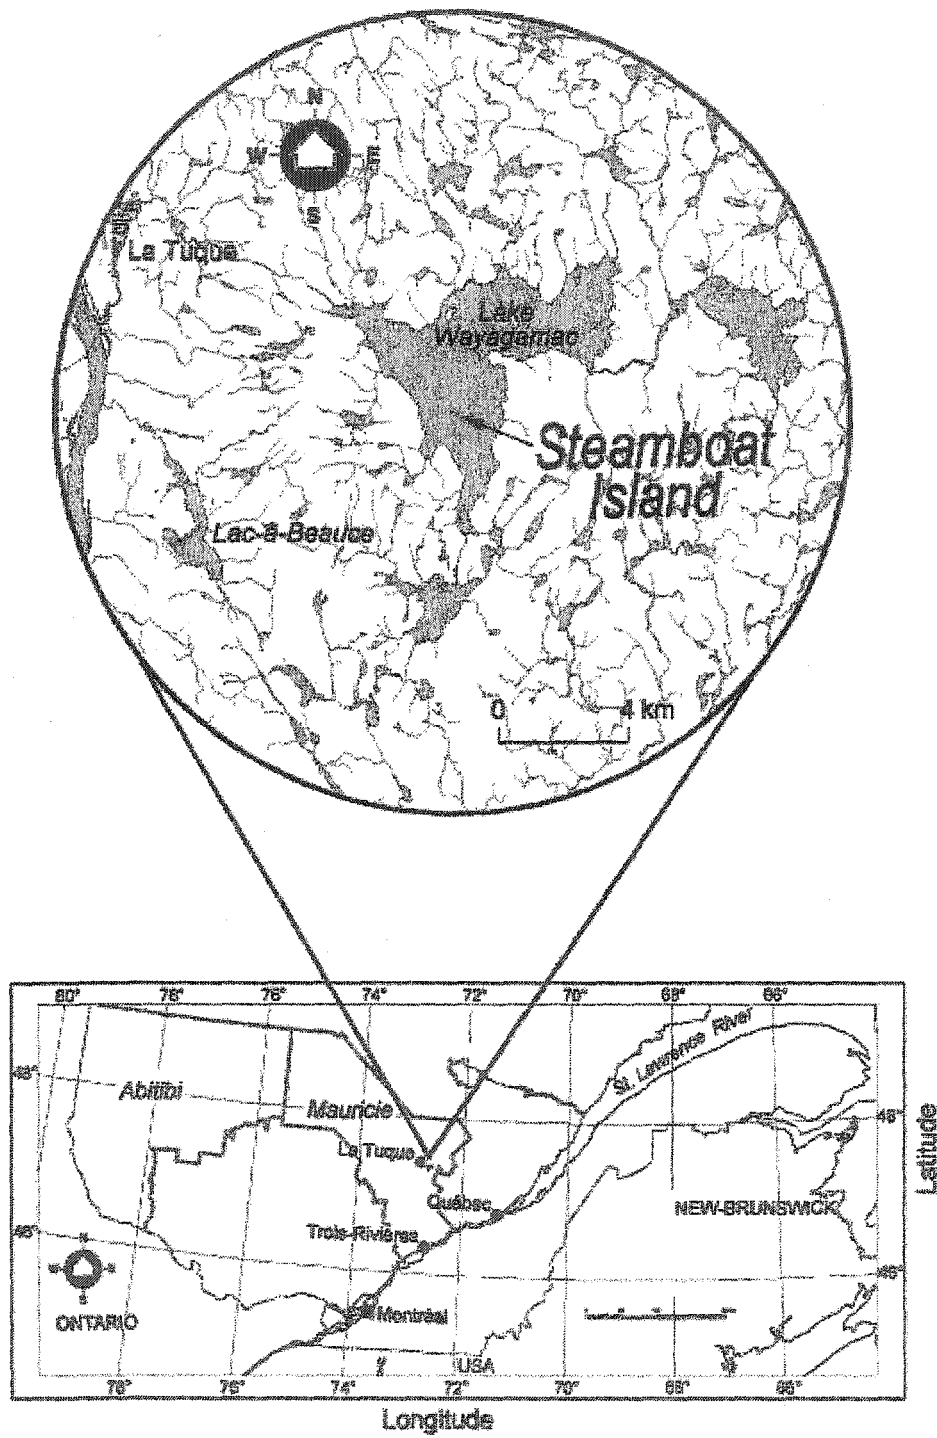 N
W
E
S
La Tuque
Lake
Wayagamac
Steamboat
Island
Lac-à-Beauce
0 4 km
80° 78° 76° 74° 72° 70° 68° 66°
St. Lawrence River
48°
Abitibi
Mauricie
48°
La Tuque
Latitude
Québec
NEW-BRUNSWICK
Trois-Rivières
46°
46°
N
S
ONTARIO
Montréal
USA
78° 76° 74° 72° 70° 68° 66°
Longitude